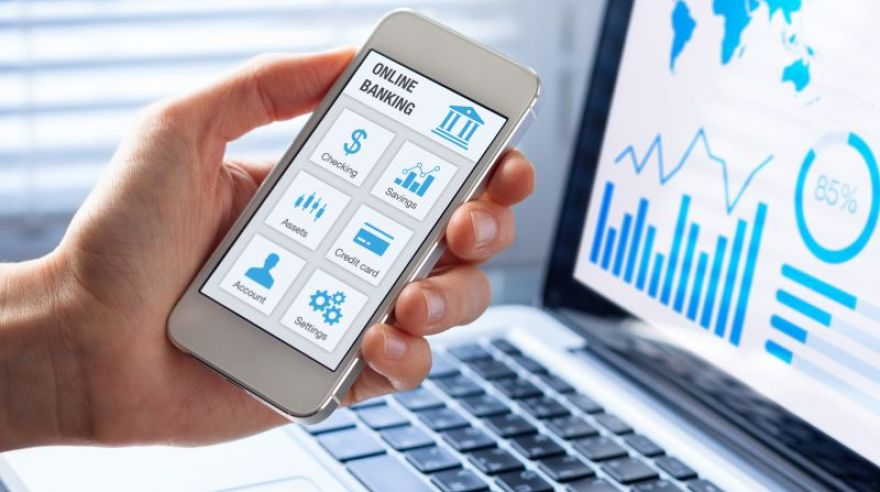 ONLINE
BANKING
Checking
Savings
Assets
Credit card
Account
Settings
85%